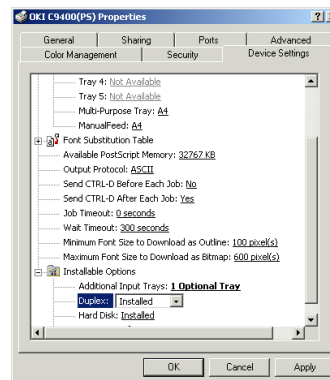 OKI C9400(PS) Properties
General Sharing Ports Advanced
Color Management Security Device Settings
Tray 4: Not Available
Tray 5: Not Available
Multi-Purpose Tray: A4
ManualFeed: A4
Font Substitution Table
Available PostScript Memory: 32767 KB
Output Protocol: ASCII
Send CTRL-D Before Each Job: No
Send CTRL-D After Each Job: Yes
Job Timeout: 0 seconds
Wait Timeout: 300 seconds
Minimum Font Size to Download as Outline: 100 pixel(s)
Maximum Font Size to Download as Bitmap: 600 pixel(s)
Installable Options
Additional Input Trays: 1 Optional Tray
Duplex: Installed
Hard Disk: Installed
OK Cancel Apply